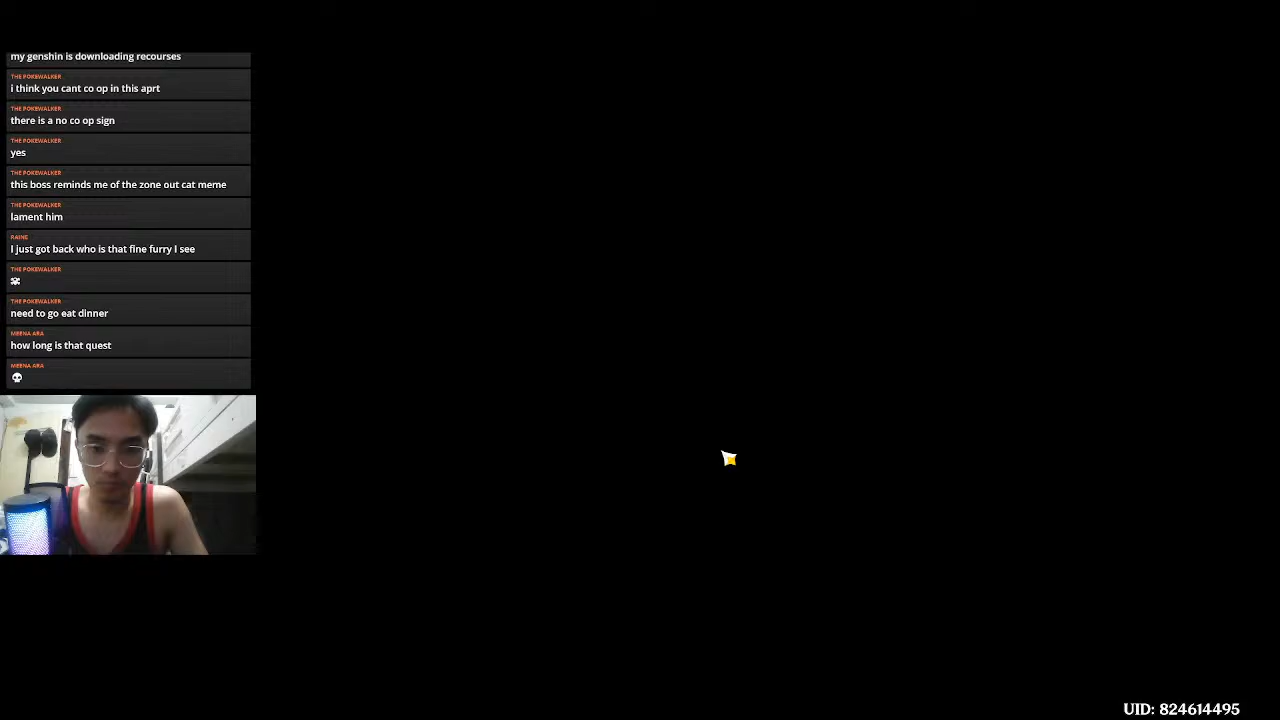 my genshin is downloading recourses
THE POKEWALKER
i think you cant co op in this aprt
THE POKEWALKER
there is a no co op sign
THE POKEWALKER
yes
THE POKEWALKER
this boss reminds me of the zone out cat meme
THE POKEWALKER
lament him
RAINE
I just got back who is that fine furry I see
THE POKEWALKER
THE POKEWALKER
need to go eat dinner
MEENA ARA
how long is that quest
MEENA ARA
UID: 824614495